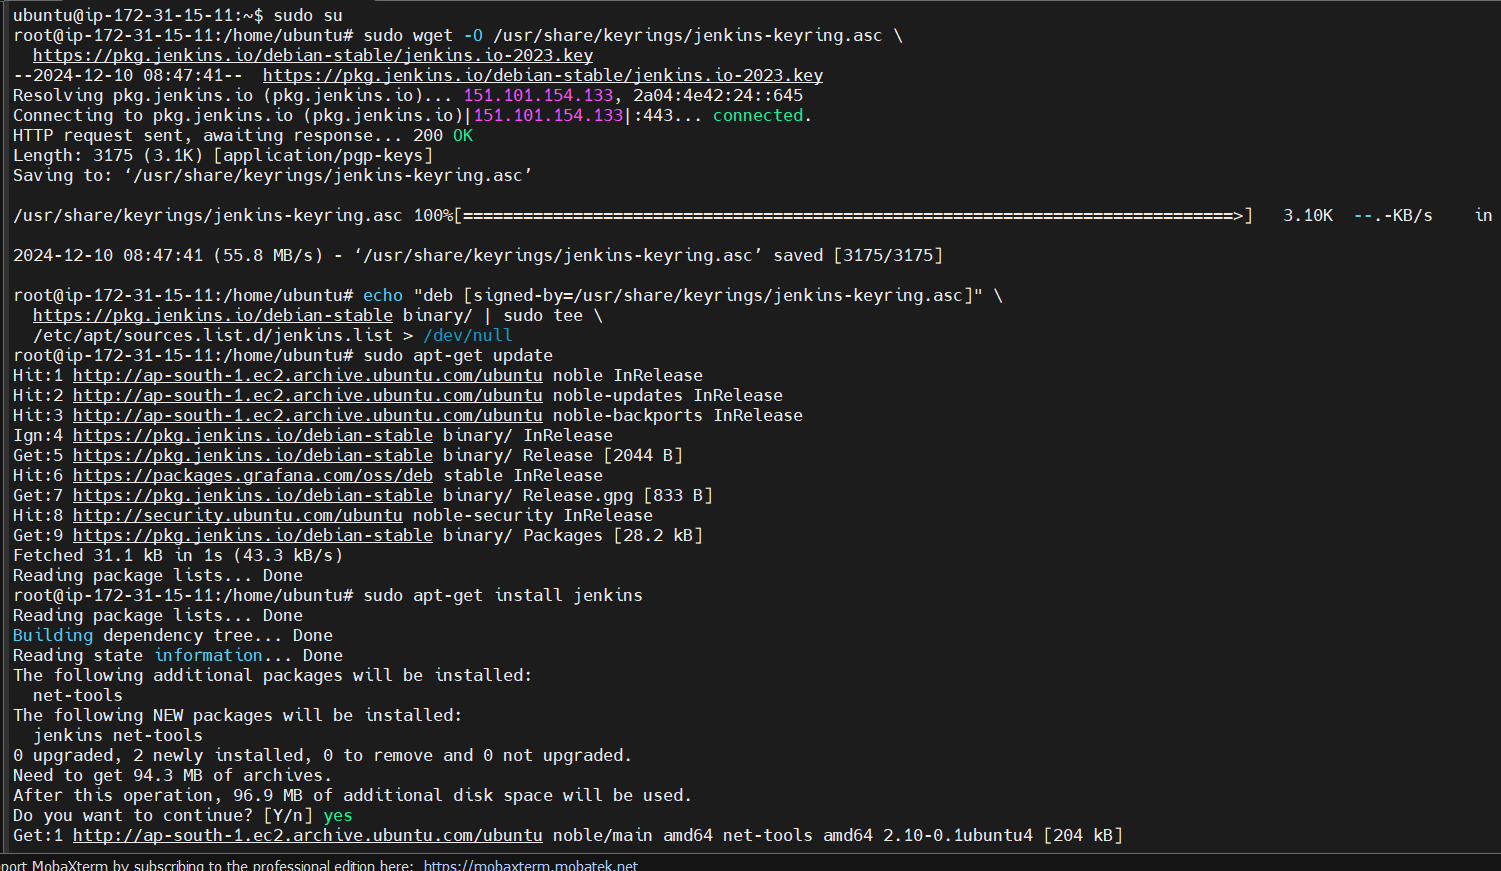 ubuntu@ip-172-31-15-11:~$ sudo su
root@ip-172-31-15-11:/home/ubuntu# sudo wget -O /usr/share/keyrings/jenkins-keyring.asc \
  https://pkg.jenkins.io/debian-stable/jenkins.io-2023.key
--2024-12-10 08:47:41--  https://pkg.jenkins.io/debian-stable/jenkins.io-2023.key
Resolving pkg.jenkins.io (pkg.jenkins.io)... 151.101.154.133, 2a04:4e42:24::645
Connecting to pkg.jenkins.io (pkg.jenkins.io)|151.101.154.133|:443... connected.
HTTP request sent, awaiting response... 200 OK
Length: 3175 (3.1K) [application/pgp-keys]
Saving to: ‘/usr/share/keyrings/jenkins-keyring.asc’
/usr/share/keyrings/jenkins-keyring.asc 100%[=============================================================================>]   3.10K  --.-KB/s    in
2024-12-10 08:47:41 (55.8 MB/s) - ‘/usr/share/keyrings/jenkins-keyring.asc’ saved [3175/3175]
root@ip-172-31-15-11:/home/ubuntu# echo "deb [signed-by=/usr/share/keyrings/jenkins-keyring.asc]" \
  https://pkg.jenkins.io/debian-stable binary/ | sudo tee \
  /etc/apt/sources.list.d/jenkins.list > /dev/null
root@ip-172-31-15-11:/home/ubuntu# sudo apt-get update
Hit:1 http://ap-south-1.ec2.archive.ubuntu.com/ubuntu noble InRelease
Hit:2 http://ap-south-1.ec2.archive.ubuntu.com/ubuntu noble-updates InRelease
Hit:3 http://ap-south-1.ec2.archive.ubuntu.com/ubuntu noble-backports InRelease
Ign:4 https://pkg.jenkins.io/debian-stable binary/ InRelease
Get:5 https://pkg.jenkins.io/debian-stable binary/ Release [2044 B]
Hit:6 https://packages.grafana.com/oss/deb stable InRelease
Get:7 https://pkg.jenkins.io/debian-stable binary/ Release.gpg [833 B]
Hit:8 http://security.ubuntu.com/ubuntu noble-security InRelease
Get:9 https://pkg.jenkins.io/debian-stable binary/ Packages [28.2 kB]
Fetched 31.1 kB in 1s (43.3 kB/s)
Reading package lists... Done
root@ip-172-31-15-11:/home/ubuntu# sudo apt-get install jenkins
Reading package lists... Done
Building dependency tree... Done
Reading state information... Done
The following additional packages will be installed:
  net-tools
The following NEW packages will be installed:
  jenkins net-tools
0 upgraded, 2 newly installed, 0 to remove and 0 not upgraded.
Need to get 94.3 MB of archives.
After this operation, 96.9 MB of additional disk space will be used.
Do you want to continue? [Y/n] yes
Get:1 http://ap-south-1.ec2.archive.ubuntu.com/ubuntu noble/main amd64 net-tools amd64 2.10-0.1ubuntu4 [204 kB]
port MobaXterm by subscribing to the professional edition here: https://mobaxterm.mobatek.net